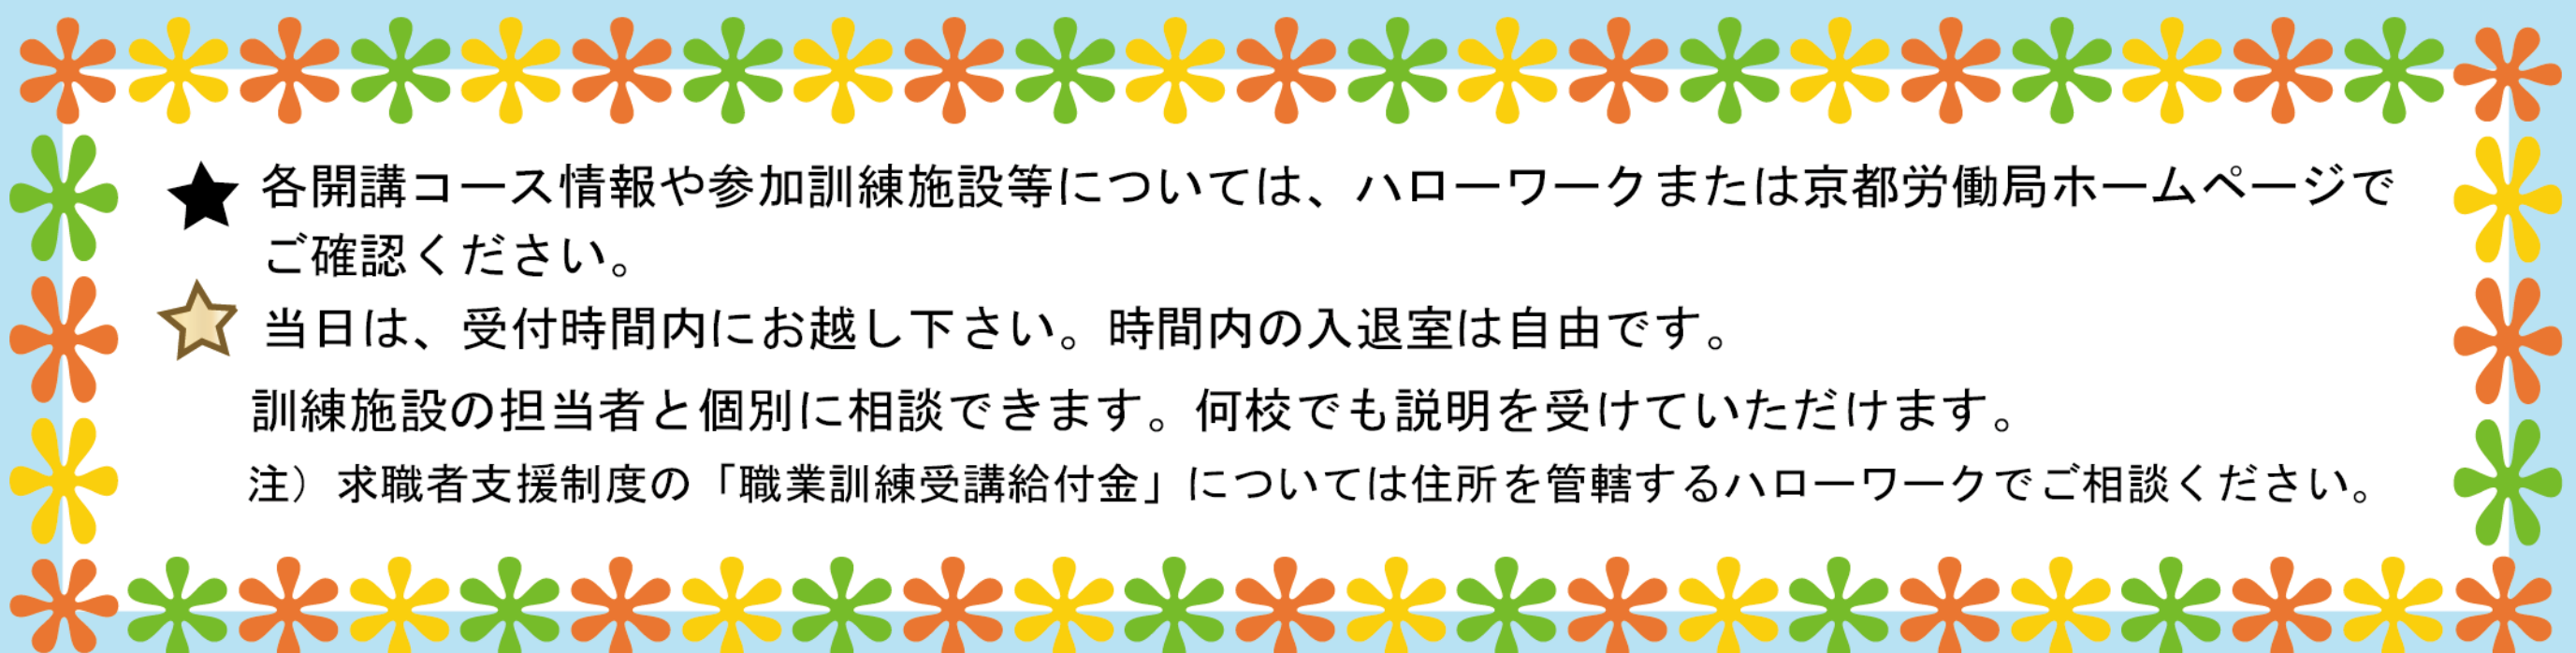 ★ 各開講コース情報や参加訓練施設等については、ハローワークまたは京都労働局ホームページで
ご確認ください。
☆ 当日は、受付時間内にお越し下さい。時間内の入退室は自由です。
訓練施設の担当者と個別に相談できます。何校でも説明を受けていただけます。
注）求職者支援制度の「職業訓練受講給付金」については住所を管轄するハローワークでご相談ください。